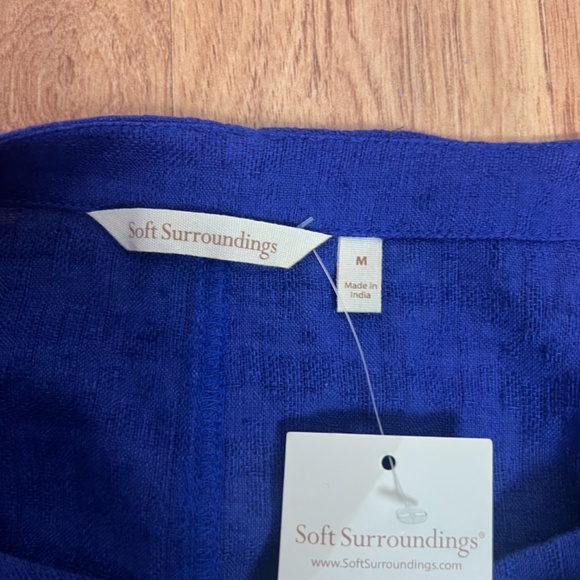 Soft Surroundings
M
Made in
India
Soft Surroundings®
www.SoftSurroundings.com